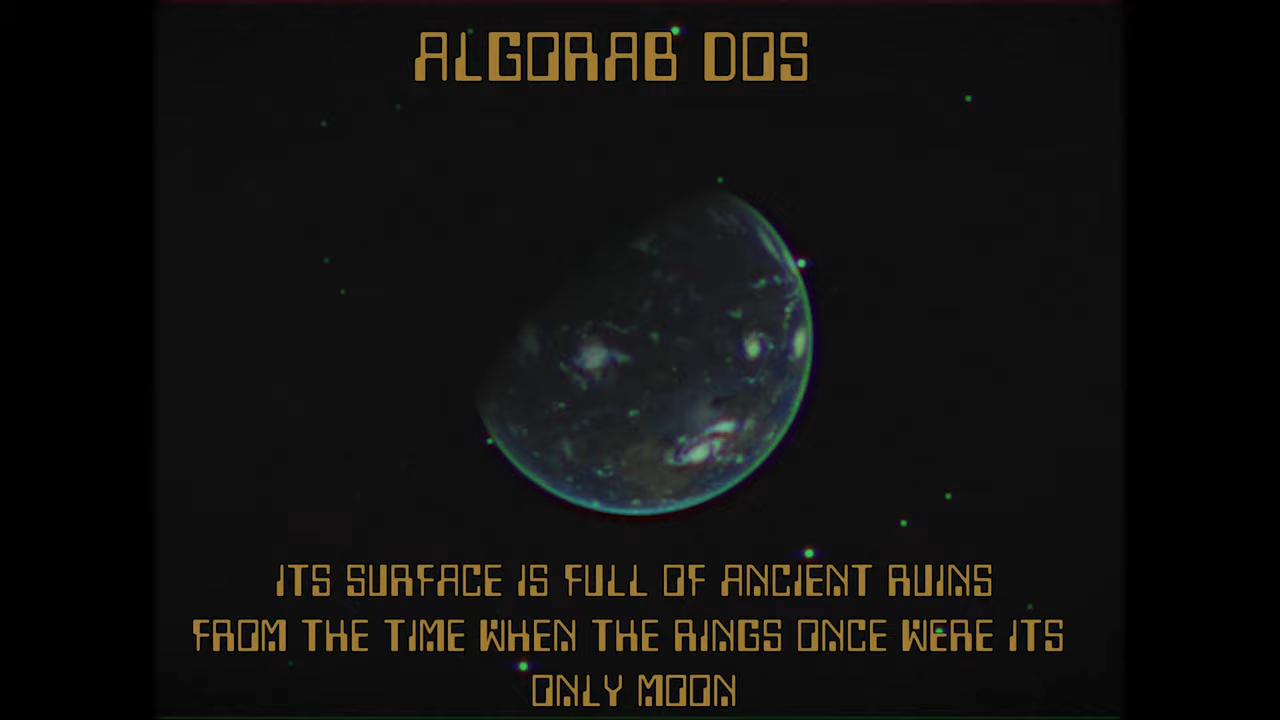 ALGORAB DOS
ITS SURFACE IS FULL OF ANCIENT RUINS
FROM THE TIME WHEN THE RINGS ONCE WERE ITS
ONLY MOON